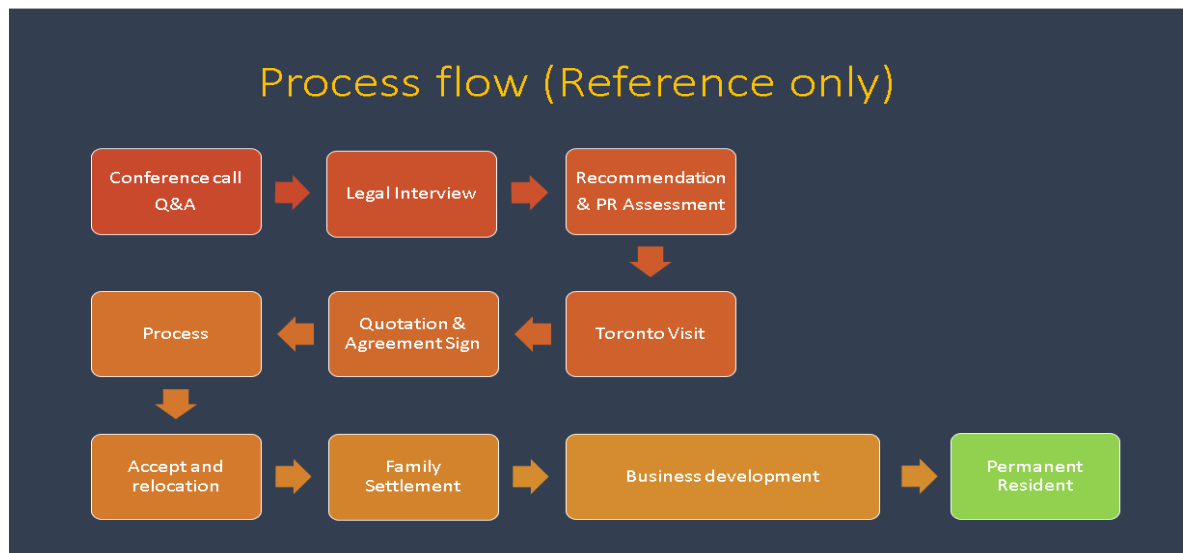 Process flow (Reference only)
Conference call
Q&A
Legal Interview
Recommendation
& PR Assessment
Toronto Visit
Quotation &
Agreement Sign
Process
Accept and
relocation
Family
Settlement
Business development
Permanent
Resident